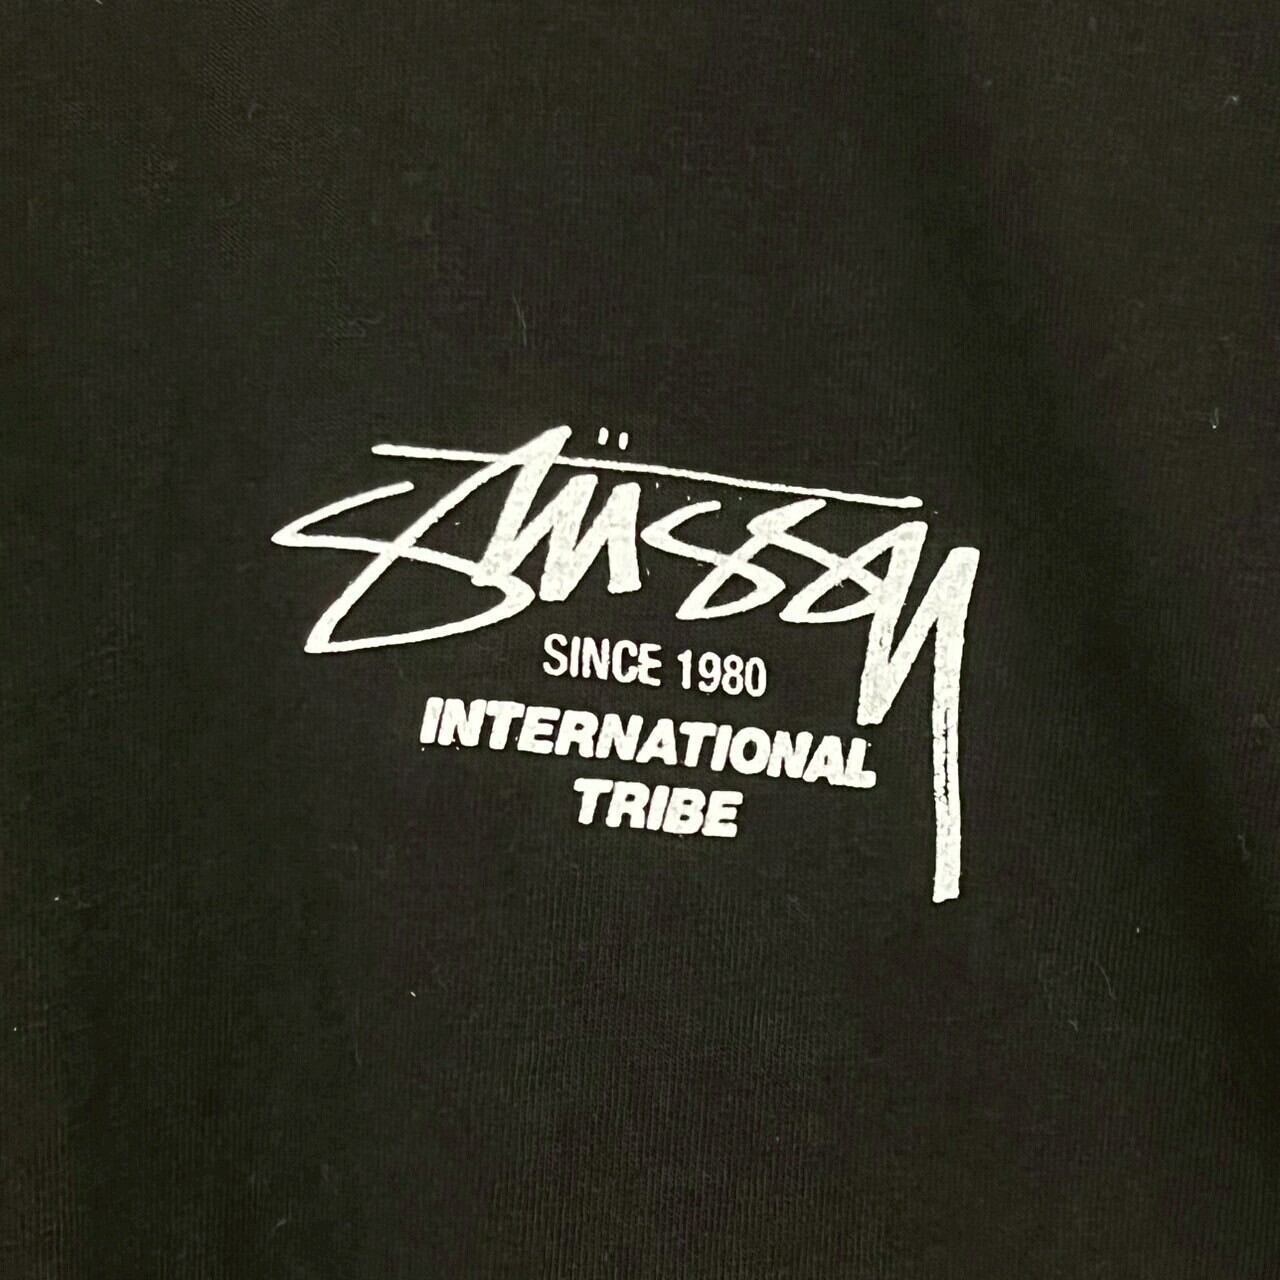 Stüssy
SINCE 1980
INTERNATIONAL
TRIBE